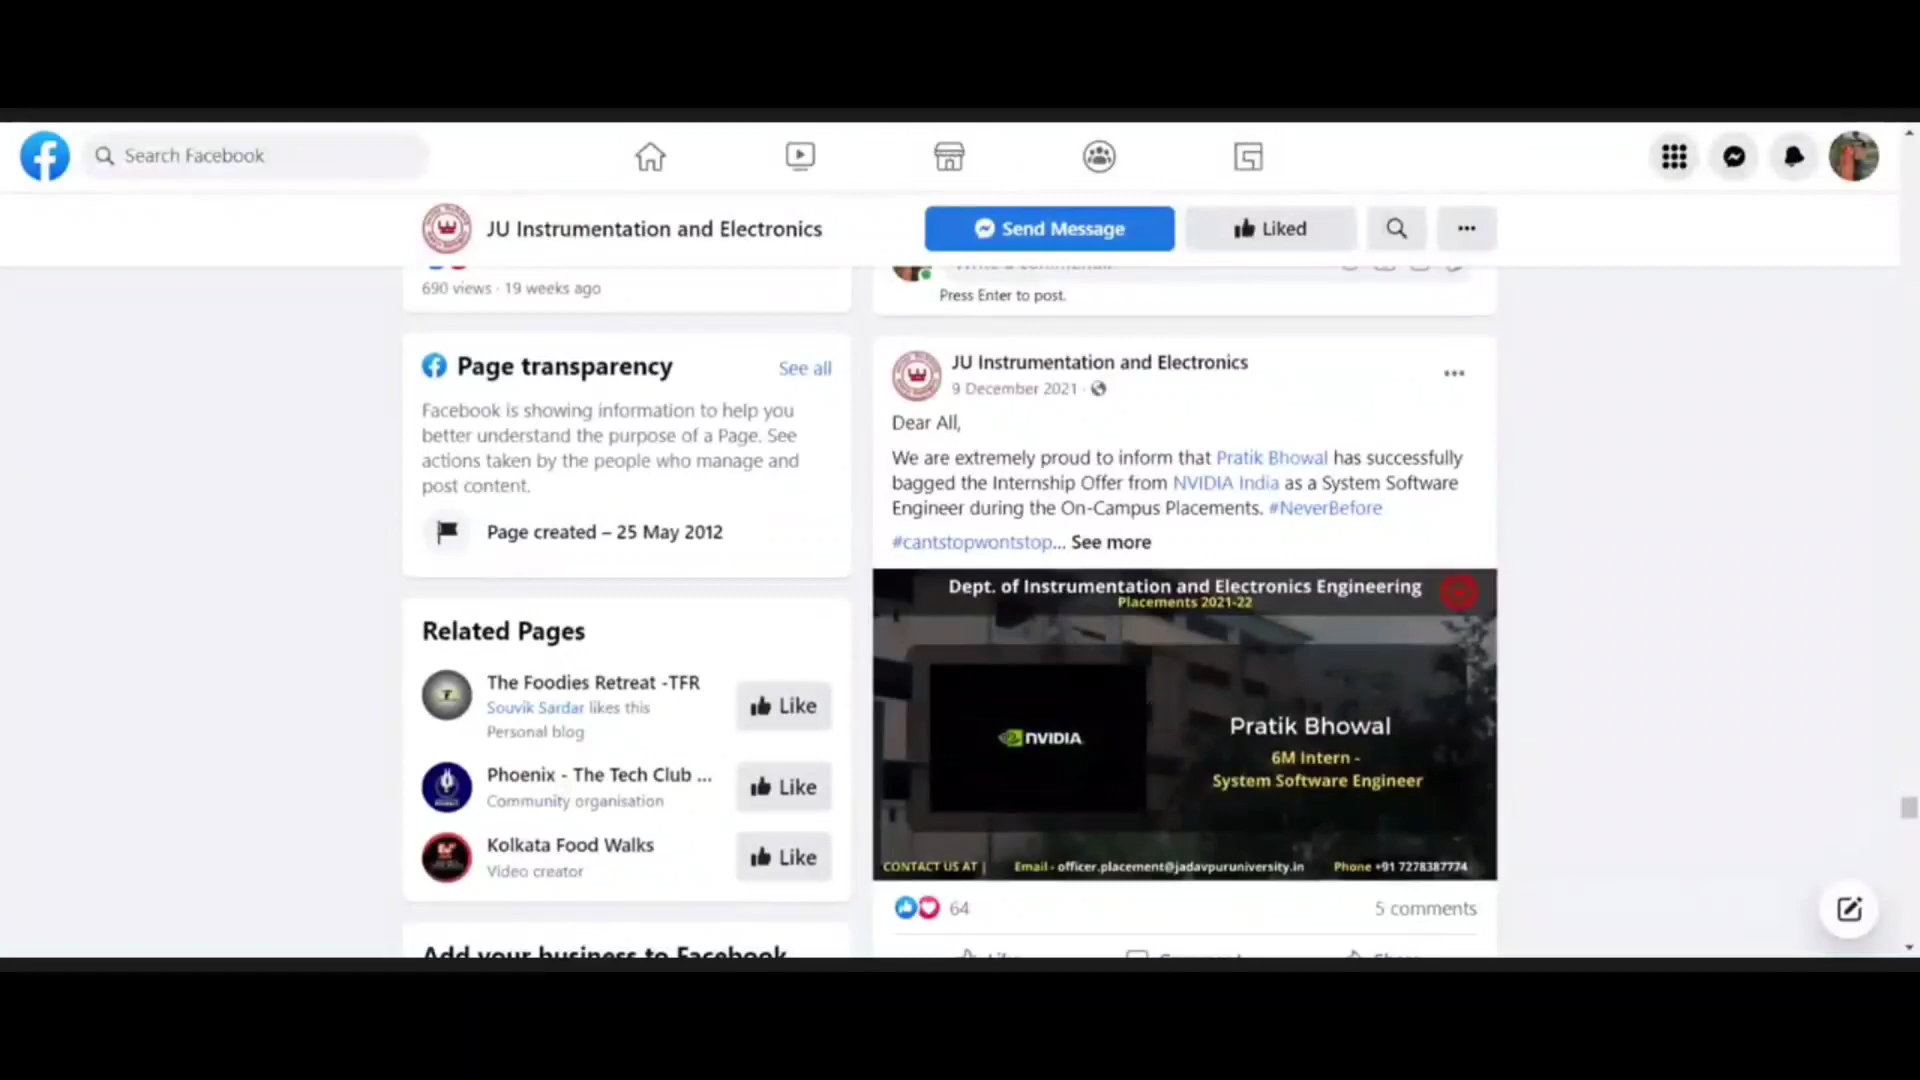 Search Facebook
JU Instrumentation and Electronics
Send Message
Liked
690 views · 19 weeks ago
Press Enter to post.
Page transparency
See all
Facebook is showing information to help you
better understand the purpose of a Page. See
actions taken by the people who manage and
post content.
Page created – 25 May 2012
Related Pages
The Foodies Retreat -TFR
Souvik Sardar likes this
Personal blog
Like
Phoenix - The Tech Club ...
Community organisation
Like
Kolkata Food Walks
Video creator
Like
Add your business to Facebook
JU Instrumentation and Electronics
9 December 2021 ·
Dear All,
We are extremely proud to inform that Pratik Bhowal has successfully
bagged the Internship Offer from NVIDIA India as a System Software
Engineer during the On-Campus Placements. #NeverBefore
#cantstopwontstop... See more
Dept. of Instrumentation and Electronics Engineering
Placements 2021-22
NVIDIA
Pratik Bhowal
6M Intern -
System Software Engineer
CONTACT US AT | Email - officer.placement@jadavpuruniversity.in Phone +91 7278387774
64
5 comments